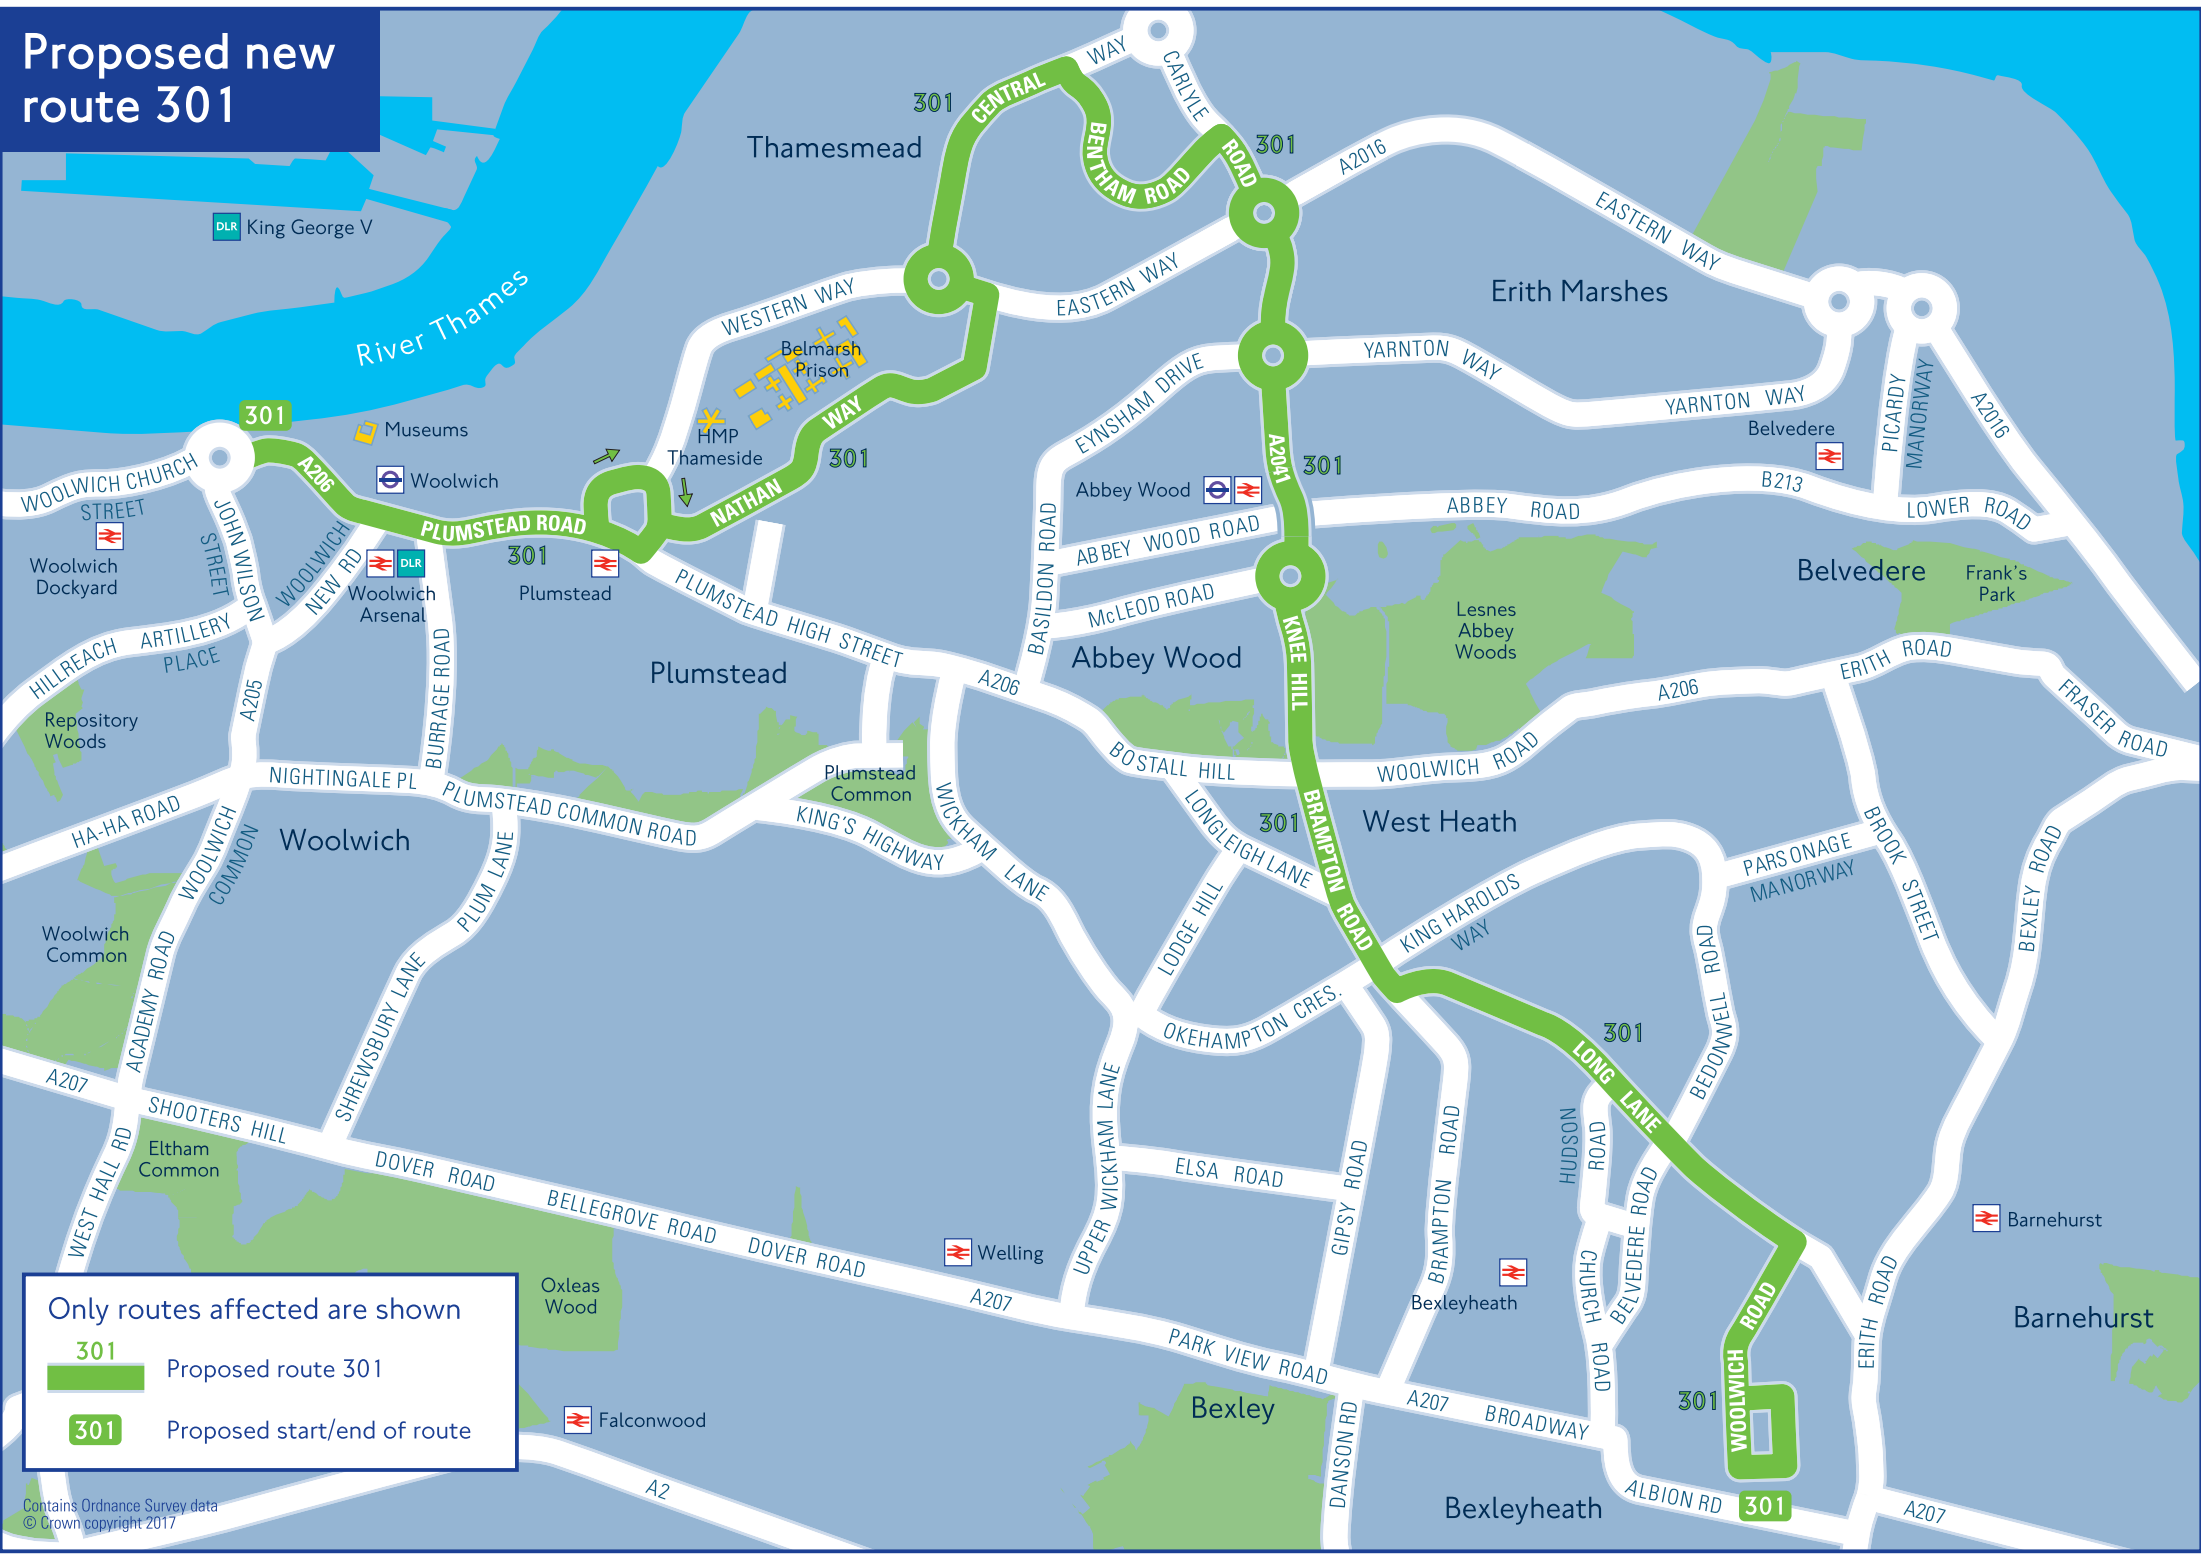 Proposed new
route 301
WAY
CARLYLE
301
CENTRAL
Thamesmead
BENTHAM ROAD
ROAD
301
A2016
EASTERN WAY
DLR
King George V
River Thames
WESTERN WAY
EASTERN WAY
Erith Marshes
Belmarsh
Prison
YARNTON WAY
EYNSHAM DRIVE
YARNTON WAY
PICARDY
MANORWAY
A2016
301
Museums
WAY
HMP
Thameside
301
A2041
301
Belvedere
WOOLWICH CHURCH
STREET
A206
Woolwich
NATHAN
Abbey Wood
B213
ABBEY ROAD
LOWER ROAD
JOHN WILSON
STREET
PLUMSTEAD ROAD
301
Woolwich
Dockyard
WOOLWICH
NEW RD
DLR
Woolwich
Arsenal
Plumstead
ABBEY WOOD ROAD
BASILDON ROAD
McLEOD ROAD
Belvedere
Frank's
Park
PLUMSTEAD HIGH STREET
Lesnes
Abbey
Woods
HILLREACH
ARTILLERY
PLACE
KNEE HILL
Abbey Wood
Plumstead
A206
A205
BURRAGE ROAD
A206
ERITH ROAD
FRASER ROAD
Repository
Woods
BOSTALL HILL
WOOLWICH ROAD
NIGHTINGALE PL
PLUMSTEAD COMMON ROAD
Plumstead
Common
KING'S HIGHWAY
WICKHAM LANE
HA-HA ROAD
WOOLWICH
COMMON
Woolwich
PLUM LANE
LONGLEIGH LANE
301
BRAMPTON ROAD
West Heath
BROOK STREET
PARSONAGE
MANORWAY
BEXLEY ROAD
KING HAROLDS
WAY
LODGE HILL
Woolwich
Common
ACADEMY ROAD
SHREWSBURY LANE
BEDONWELL ROAD
OKEHAMPTON CRES.
301
LONG LANE
A207
SHOOTERS HILL
UPPER WICKHAM LANE
HUDSON
ROAD
Eltham
Common
WEST HALL RD
DOVER ROAD
BELLEGROVE ROAD
DOVER ROAD
ELSA ROAD
GIPSY ROAD
BRAMPTON ROAD
BELVEDERE ROAD
CHURCH ROAD
Barnehurst
Welling
Bexleyheath
ERITH ROAD
Barnehurst
Oxleas
Wood
A207
PARK VIEW ROAD
ROAD
WOOLWICH
301
Only routes affected are shown
301
Proposed route 301
301
Proposed start/end of route
Falconwood
Bexley
A207
BROADWAY
DANSON RD
A2
Bexleyheath
ALBION RD
301
A207
Contains Ordnance Survey data
© Crown copyright 2017